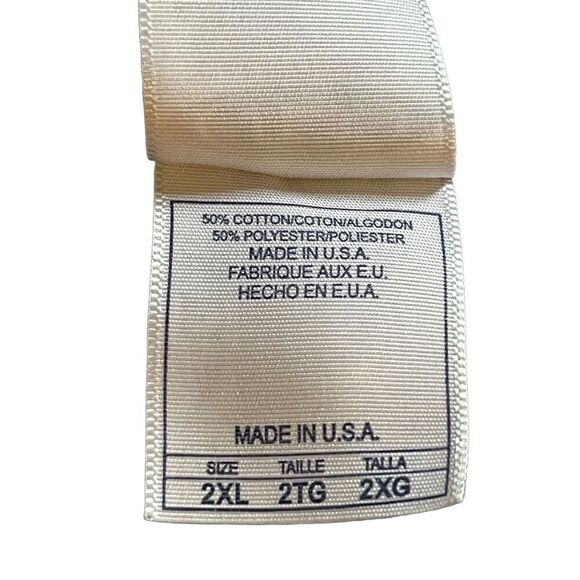 50% COTTON/COTON/ALGODON
50% POLYESTER/POLIESTER
MADE IN U.S.A.
FABRIQUE AUX E.U.
HECHO EN E.U.A.
MADE IN U.S.A.
SIZE TAILLE TALLA
2XL 2TG 2XG